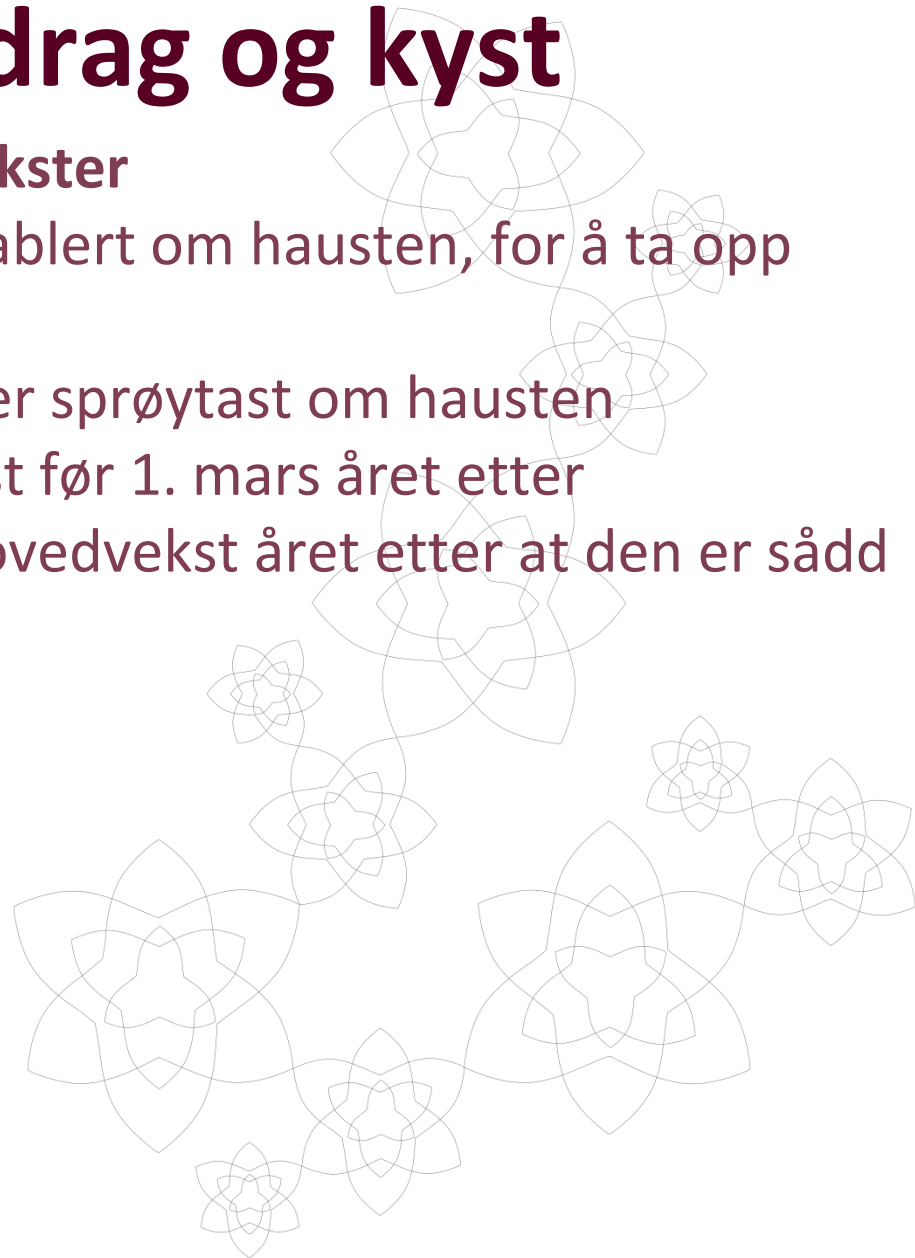 drag og kyst
kster
ablert om hausten, for å ta opp
er sprøytast om hausten
st før 1. mars året etter
ovedvekst året etter at den er sådd